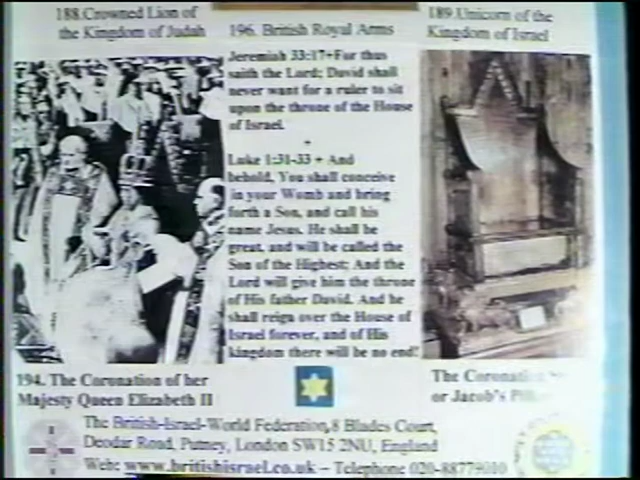 188.Crowned Lion of
the Kingdom of Judah
196. British Royal Arms
189.Unicorn of the
Kingdom of Israel
Jeremiah 33:17+For thus
saith the Lord; David shall
never want for a ruler to sit
upon the throne of the House
of Israel.
+
Luke 1:31-33 + And
behold, You shall conceive
in your Womb and bring
forth a Son, and call his
name Jesus. He shall be
great, and will be called the
Son of the Highest; And the
Lord will give him the throne
of His father David. And he
shall reign over the House of
Israel forever, and of His
kingdom there will be no end!
194. The Coronation of her
Majesty Queen Elizabeth II
The Coronation
or Jacob's
The British-Israel-World Federation,8 Blades Court,
Deodar Road, Putney, London SW15 2NU, England
Web: www.britishisrael.co.uk – Telephone 020-88779010